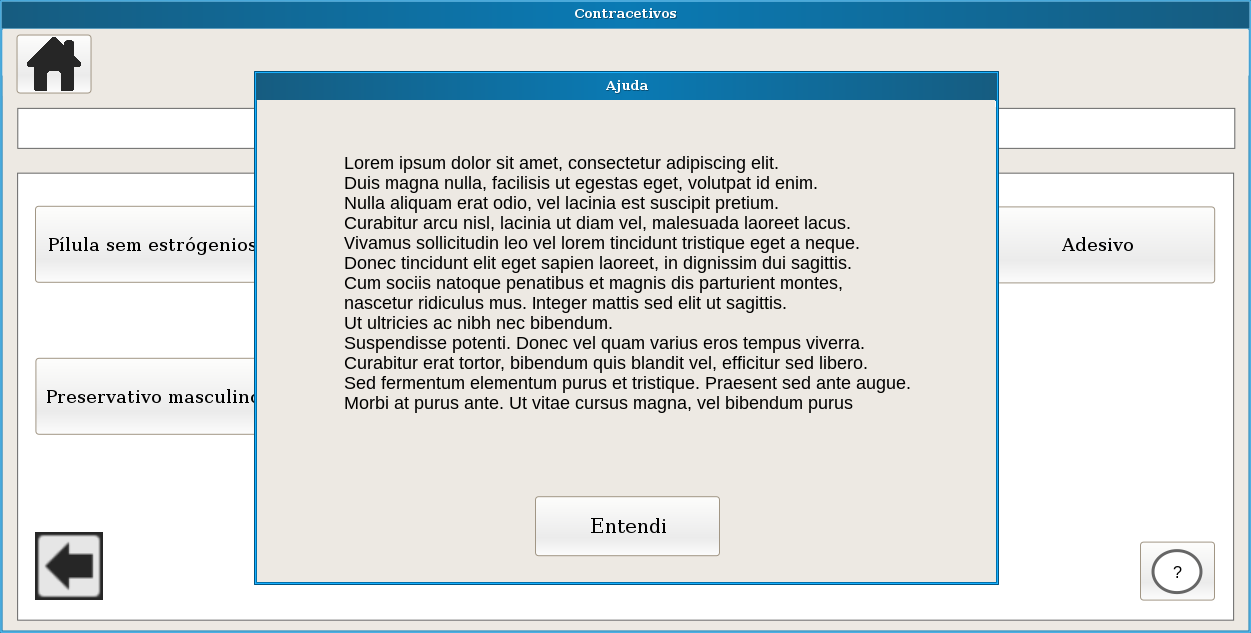 Contracetivos
Ajuda
Lorem ipsum dolor sit amet, consectetur adipiscing elit.
Duis magna nulla, facilisis ut egestas eget, volutpat id enim.
Nulla aliquam erat odio, vel lacinia est suscipit pretium.
Curabitur arcu nisl, lacinia ut diam vel, malesuada laoreet lacus.
Vivamus sollicitudin leo vel lorem tincidunt tristique eget a neque.
Donec tincidunt elit eget sapien laoreet, in dignissim dui sagittis.
Cum sociis natoque penatibus et magnis dis parturient montes,
nascetur ridiculus mus. Integer mattis sed elit ut sagittis.
Ut ultricies ac nibh nec bibendum.
Suspendisse potenti. Donec vel quam varius eros tempus viverra.
Curabitur erat tortor, bibendum quis blandit vel, efficitur sed libero.
Sed fermentum elementum purus et tristique. Praesent sed ante augue.
Morbi at purus ante. Ut vitae cursus magna, vel bibendum purus
Entendi
Pílula sem estrógenios
Adesivo
Preservativo masculino
?